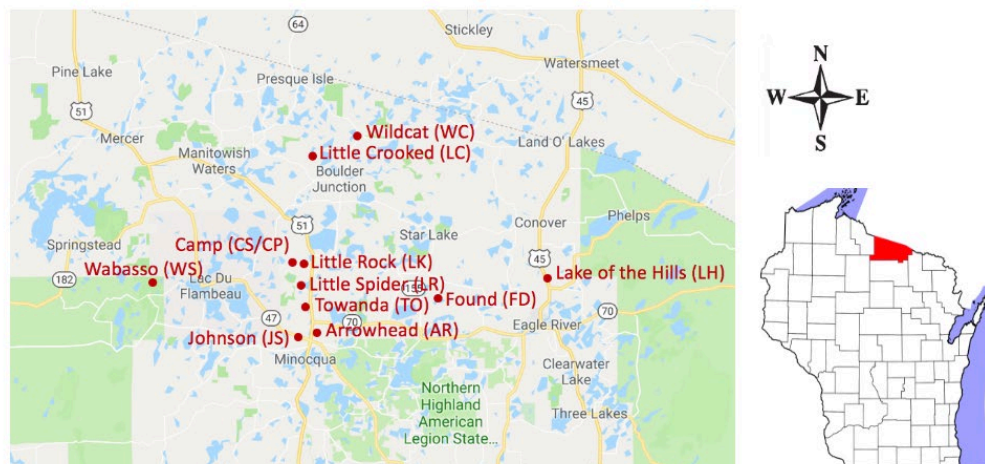 64
Stickley
45
Watersmeet
Pine Lake
Presque Isle
51
Mercer
Wildcat (WC)
Little Crooked (LC)
Land O' Lakes
Manitowish
Waters
Boulder
Junction
51
Phelps
Conover
Star Lake
Springstead
Camp (CS/CP)
Little Rock (LK)
182
Wabasso (WS)
Lac Du
Flambeau
Little Spider (LR)
155
Found (FD)
45
Lake of the Hills (LH)
Towanda (TO)
47
70
Arrowhead (AR)
Johnson (JS)
Eagle River
70
Minocqua
Clearwater
Lake
Northern
Highland
American
Legion State...
Three Lakes
N
W
E
S